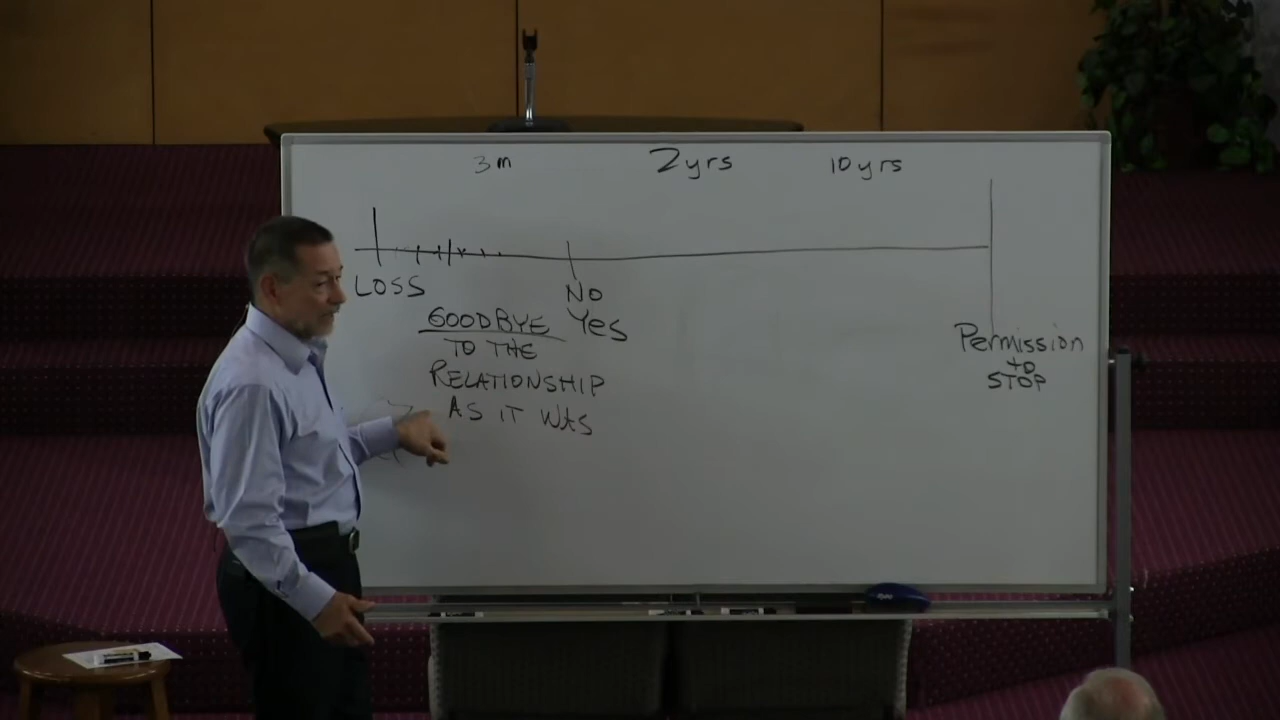 3m 2yrs 10yrs
LOSS
NO
Yes
GOODBYE
TO THE
RELATIONSHIP
AS IT WAS
Permission
to
STOP